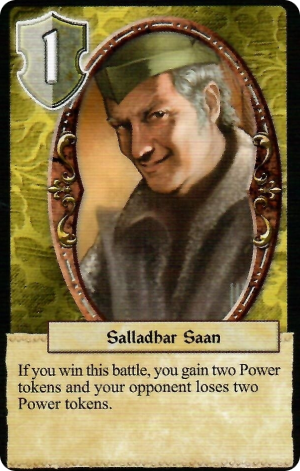 1
Salladhar Saan
If you win this battle, you gain two Power
tokens and your opponent loses two
Power tokens.